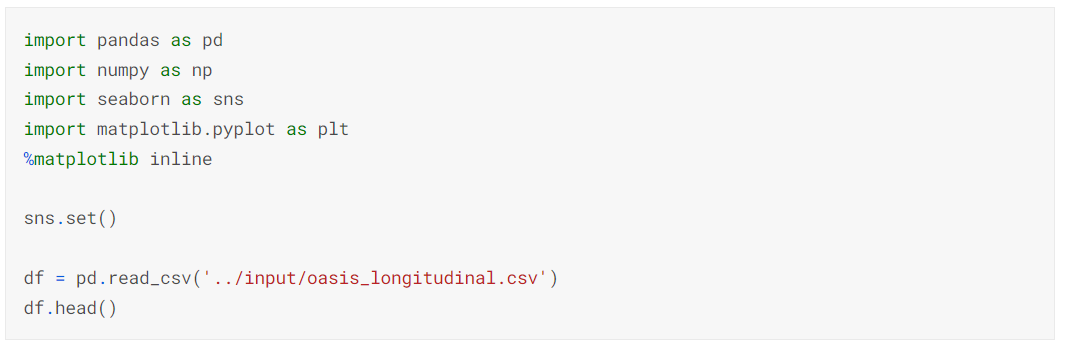 import pandas as pd
import numpy as np
import seaborn as sns
import matplotlib.pyplot as plt
%matplotlib inline
sns.set()
df = pd.read_csv('../input/oasis_longitudinal.csv')
df.head()